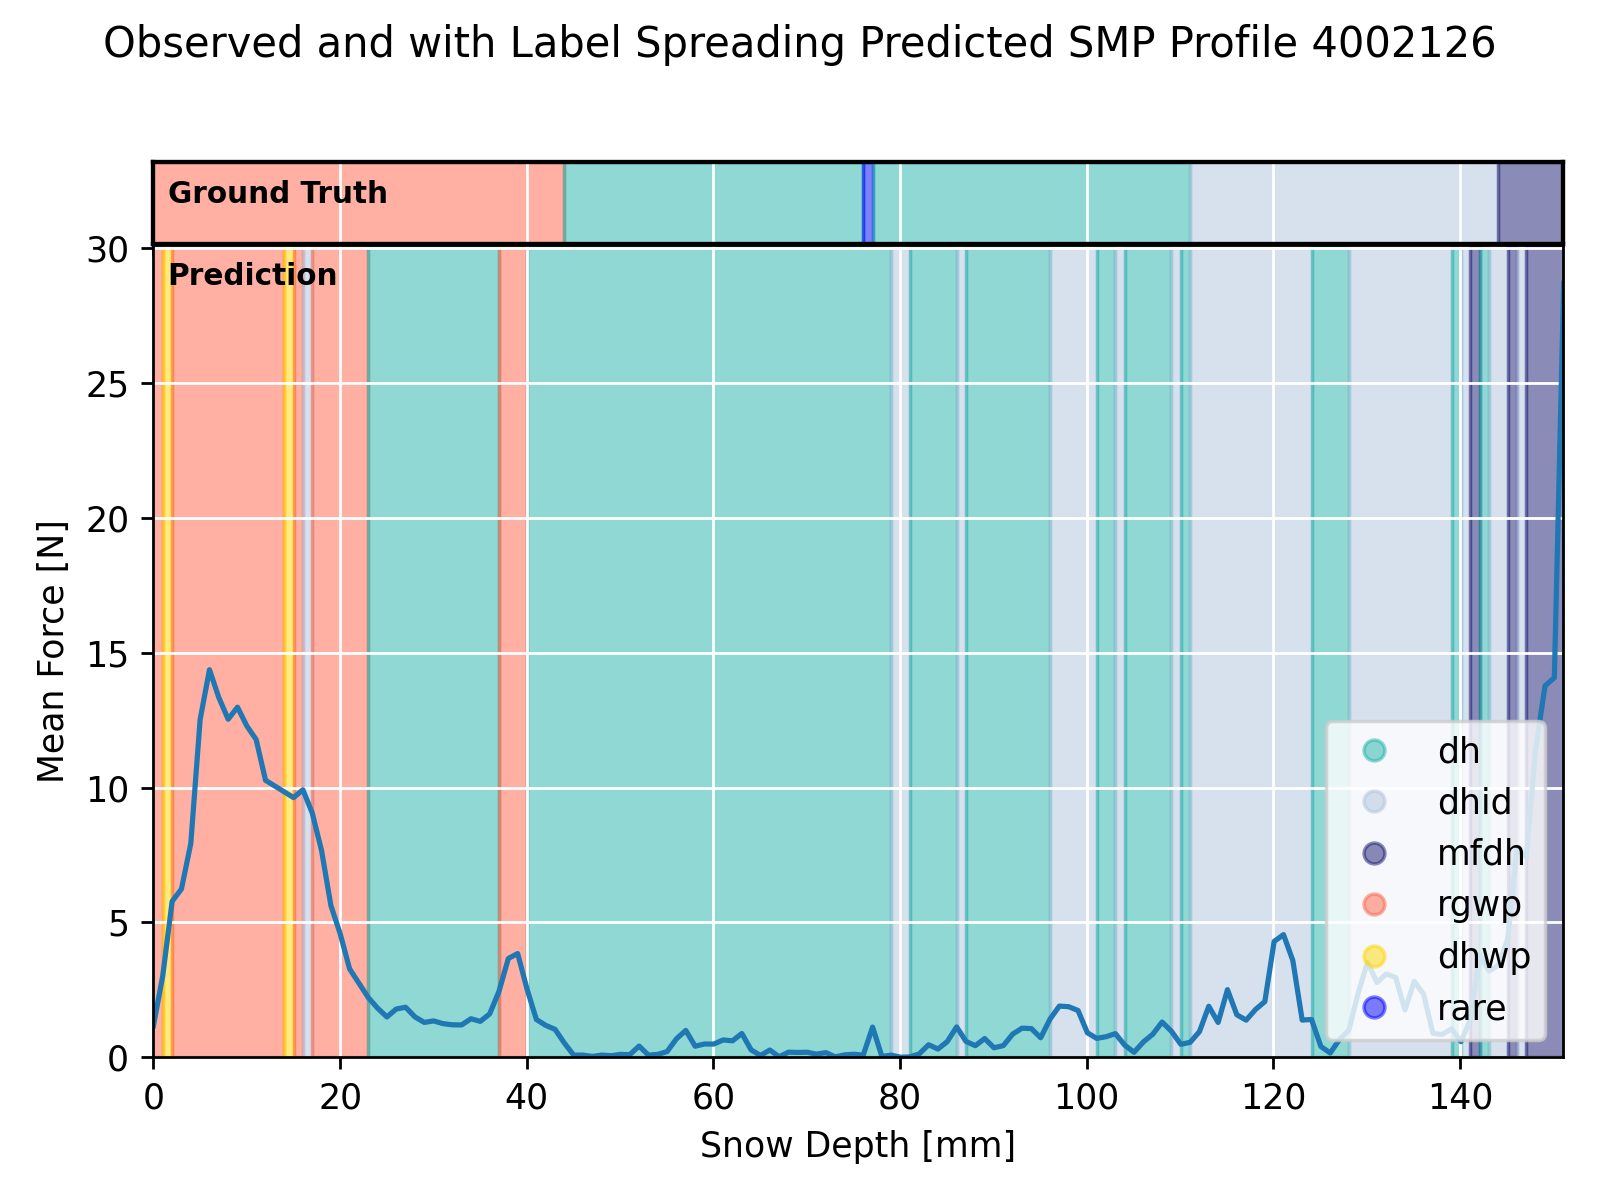 Observed and with Label Spreading Predicted SMP Profile 4002126
Ground Truth
Prediction
30
25
20
15
10
5
0
Mean Force [N]
dh
dhid
mfdh
rgwp
dhwp
rare
0 20 40 60 80 100 120 140
Snow Depth [mm]